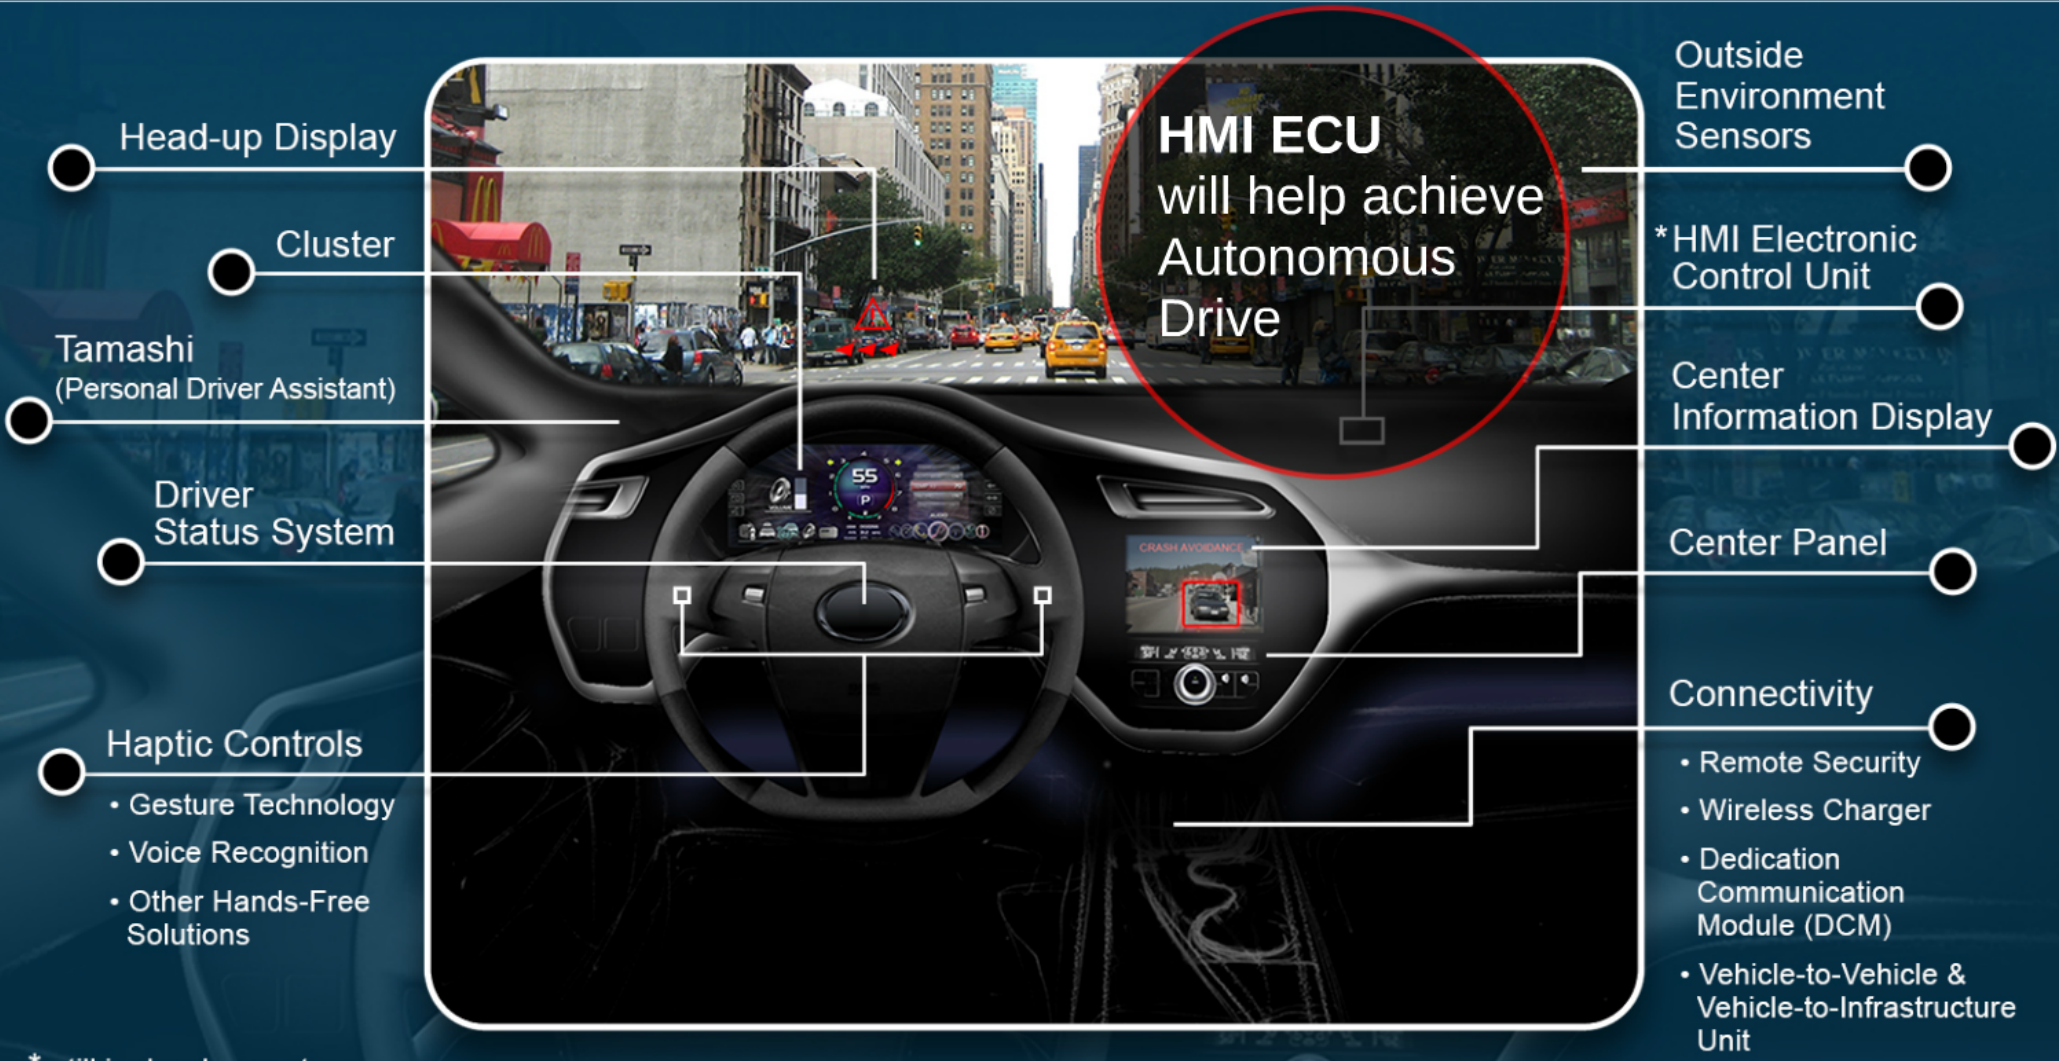 Head-up Display
Cluster
Tamashi
(Personal Driver Assistant)
Driver
Status System
Haptic Controls
• Gesture Technology
• Voice Recognition
• Other Hands-Free
Solutions
HMI ECU
will help achieve
Autonomous
Drive
55
P
VOLUME
AUDIO
CRASH AVOIDANCE
Outside
Environment
Sensors
*HMI Electronic
Control Unit
Center
Information Display
Center Panel
Connectivity
• Remote Security
• Wireless Charger
• Dedication
Communication
Module (DCM)
• Vehicle-to-Vehicle &
Vehicle-to-Infrastructure
Unit